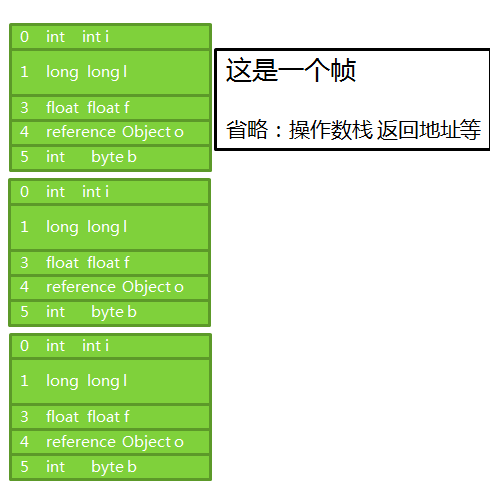 0 int int i
1 long long l
3 float float f
4 reference Object o
5 int byte b
这是一个帧
省略：操作数栈 返回地址等
0 int int i
1 long long l
3 float float f
4 reference Object o
5 int byte b
0 int int i
1 long long l
3 float float f
4 reference Object o
5 int byte b